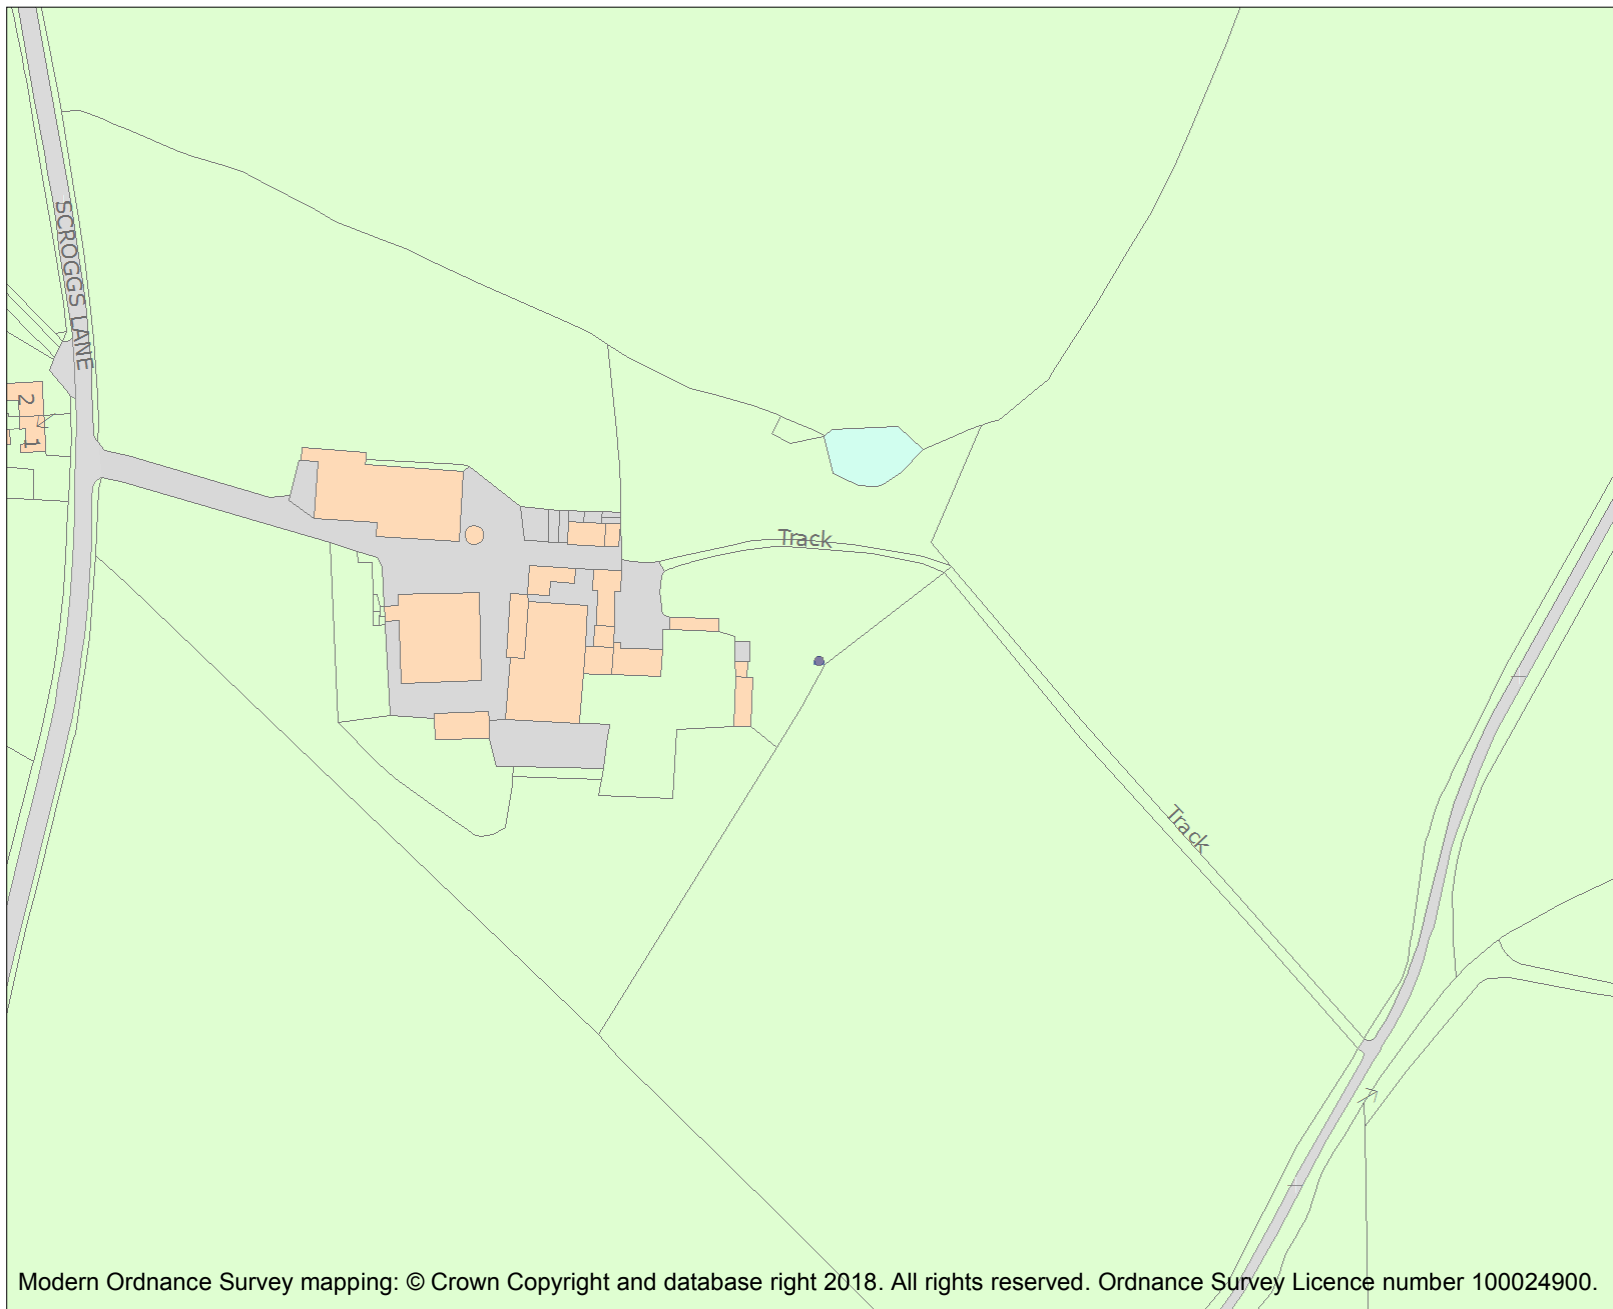 SCROGGS LANE
2
1
Track
Track
Modern Ordnance Survey mapping: © Crown Copyright and database right 2018. All rights reserved. Ordnance Survey Licence number 100024900.